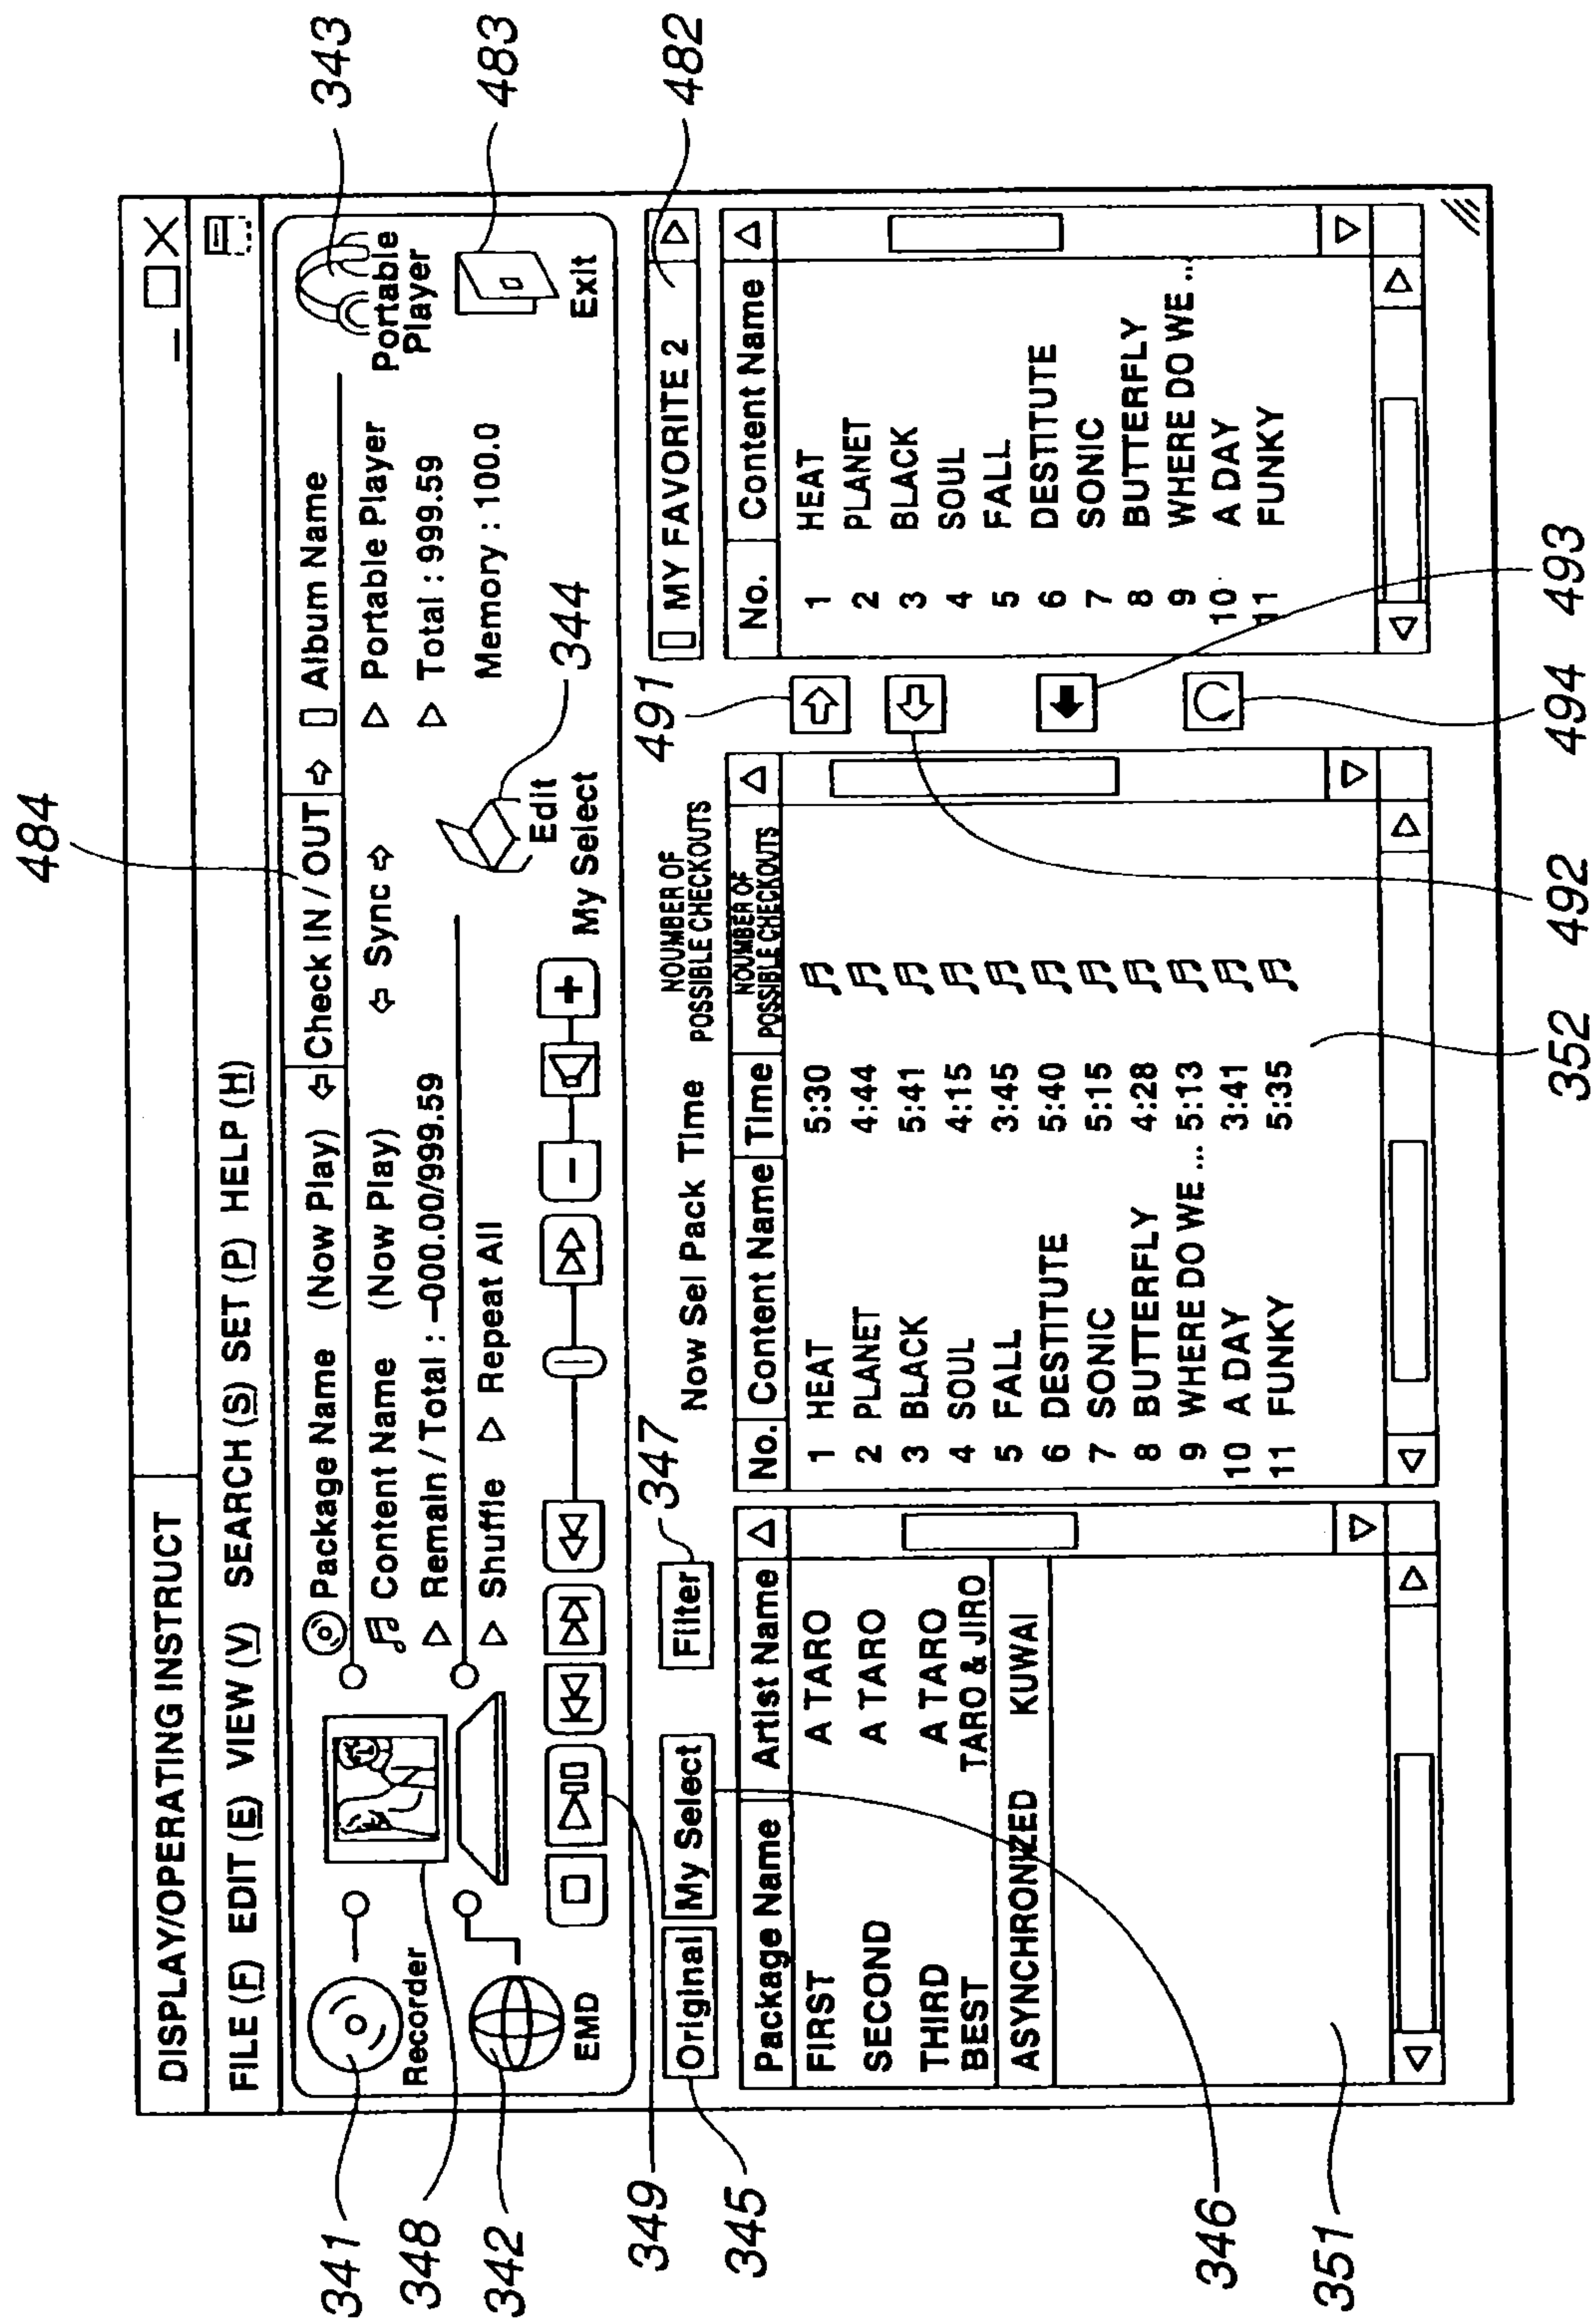 484
343
483
482
DISPLAY/OPERATING INSTRUCT
FILE (F) EDIT (E) VIEW (V) SEARCH (S) SET (P) HELP (H)
341
Recorder
348
342
EMD
349
Package Name (Now Play)
Content Name (Now Play)
Remain / Total : –000.00/999.59
Shuffle Repeat All
Check IN / OUT
Sync
Album Name
Portable Player
Total : 999.59
Memory : 100.0
Portable
Player
Exit
Edit
344
My Select
345
Original
My Select
346
Filter
347
Now Sel Pack Time
NOUMBER OF
POSSIBLE CHECKOUTS
491
MY FAVORITE 2
Package Name Artist Name
FIRST A TARO
SECOND A TARO
THIRD A TARO
BEST TARO & JIRO
ASYNCHRONIZED KUWAI
351
No. Content Name Time NOUMBER OF
POSSIBLE CHECKOUTS
1 HEAT 5:30
2 PLANET 4:44
3 BLACK 5:41
4 SOUL 4:15
5 FALL 3:45
6 DESTITUTE 5:40
7 SONIC 5:15
8 BUTTERFLY 4:28
9 WHERE DO WE ... 5:13
10 A DAY 3:41
11 FUNKY 5:35
352
492
No. Content Name
1 HEAT
2 PLANET
3 BLACK
4 SOUL
5 FALL
6 DESTITUTE
7 SONIC
8 BUTTERFLY
9 WHERE DO WE ...
10 A DAY
11 FUNKY
494
493